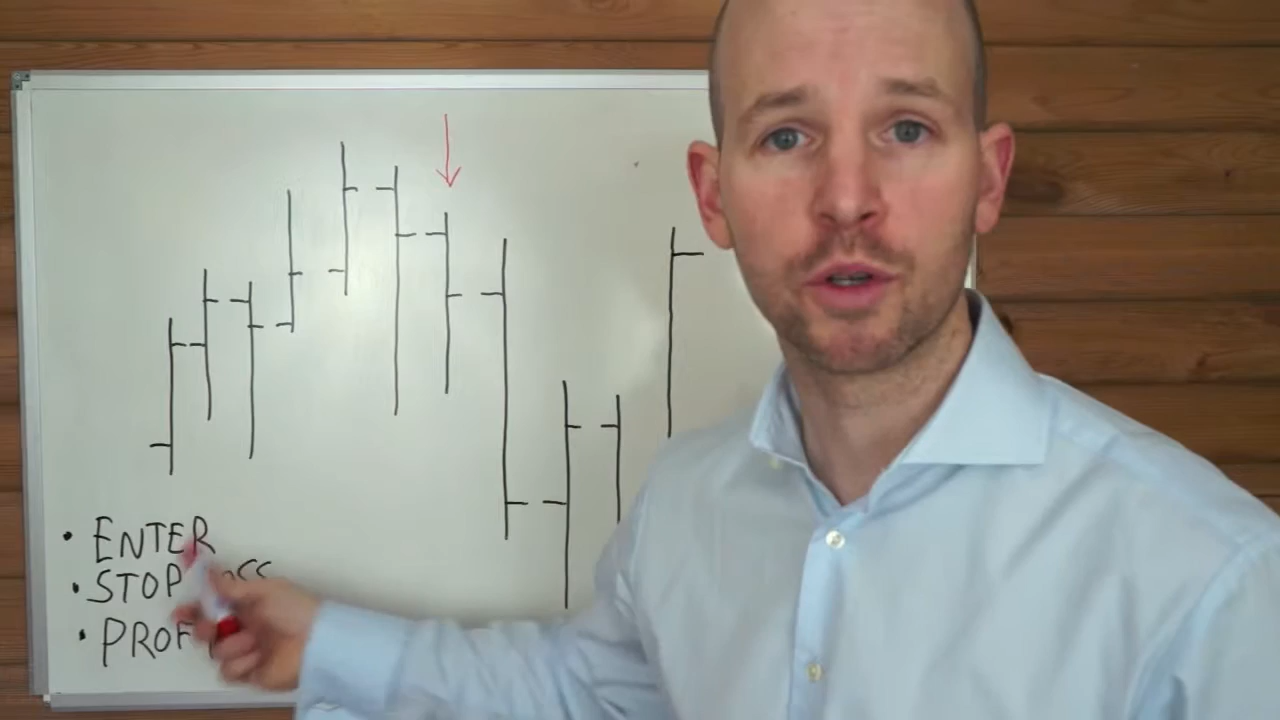 • ENTER
• STOP
• PROF